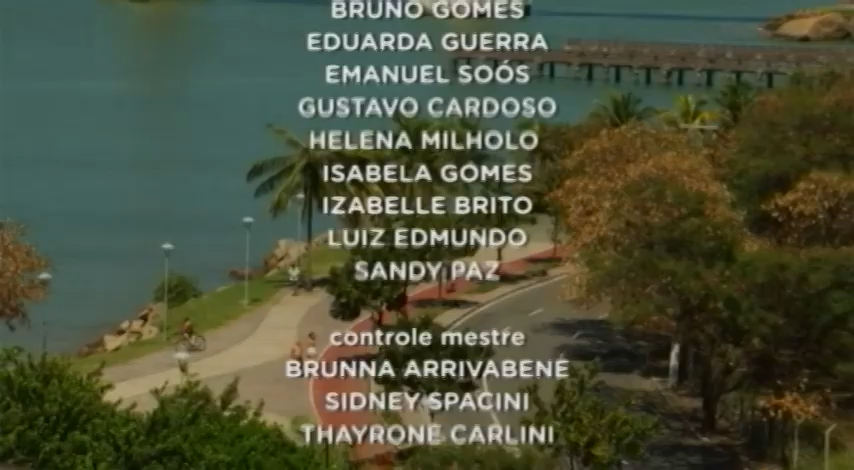 BRUNO GOMES
EDUARDA GUERRA
EMANUEL SOÓS
GUSTAVO CARDOSO
HELENA MILHOLO
ISABELA GOMES
IZABELLE BRITO
LUIZ EDMUNDO
SANDY PAZ
controle mestre
BRUNNA ARRIVABENE
SIDNEY SPACINI
THAYRONE CARLINI